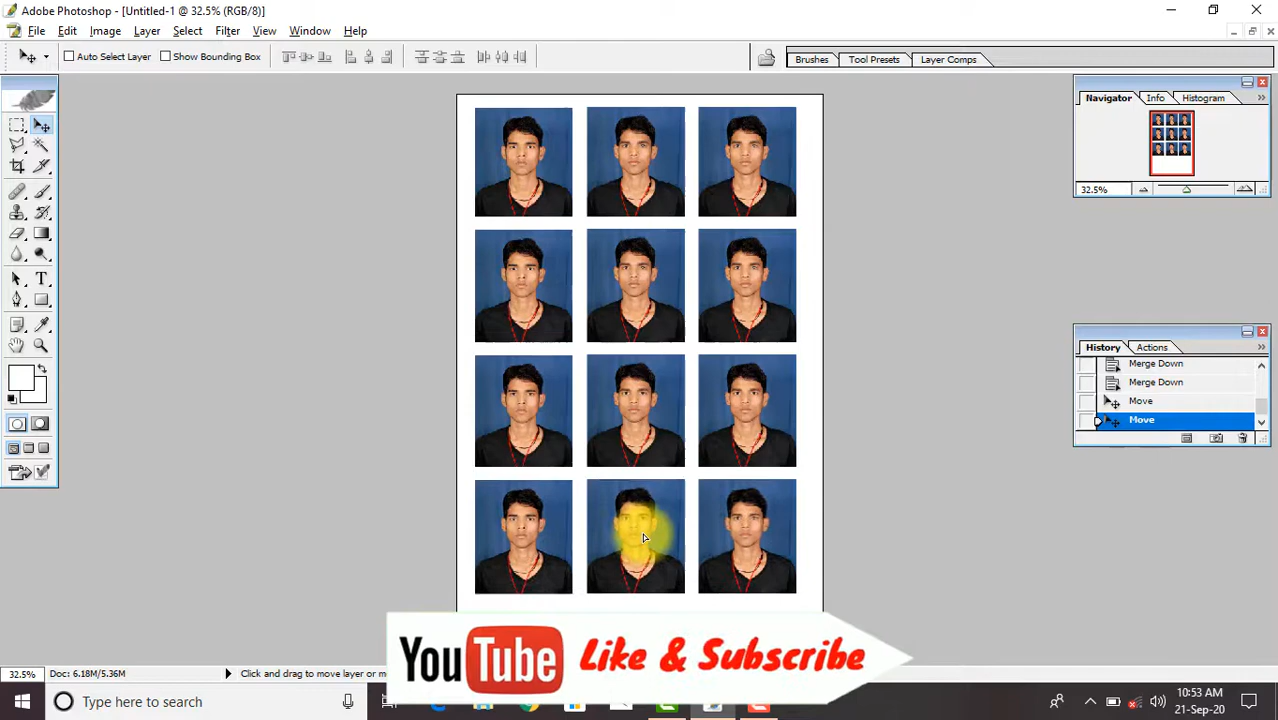 Adobe Photoshop - [Untitled-1 @ 32.5% (RGB/8)]
File Edit Image Layer Select Filter View Window Help
Auto Select Layer Show Bounding Box
Brushes Tool Presets Layer Comps
Navigator Info Histogram
32.5%
History Actions
Merge Down
Merge Down
Move
Move
32.5% Doc: 6.18M/5.36M Click and drag to move layer or
YouTube Like & Subscribe
Type here to search
10:53 AM
21-Sep-20